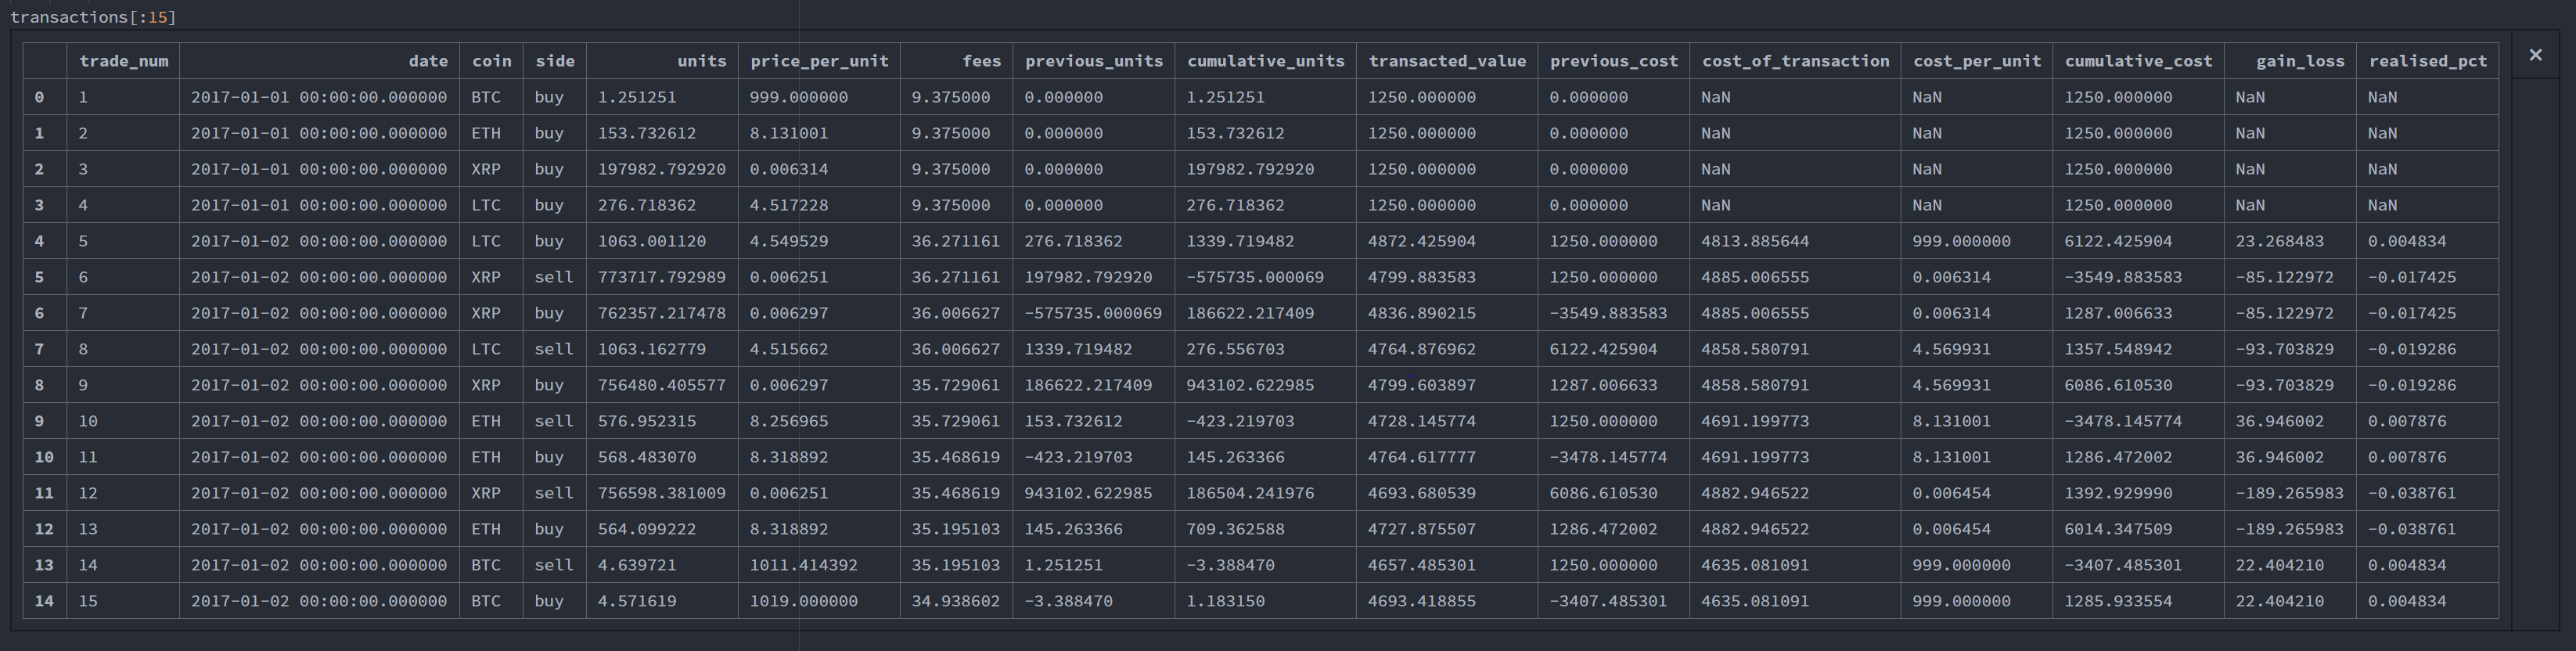 transactions[:15]
trade_num date coin side units price_per_unit fees previous_units cumulative_units transacted_value previous_cost cost_of_transaction cost_per_unit cumulative_cost gain_loss realised_pct ×
0 1 2017-01-01 00:00:00.000000 BTC buy 1.251251 999.000000 9.375000 0.000000 1.251251 1250.000000 0.000000 NaN NaN 1250.000000 NaN NaN
1 2 2017-01-01 00:00:00.000000 ETH buy 153.732612 8.131001 9.375000 0.000000 153.732612 1250.000000 0.000000 NaN NaN 1250.000000 NaN NaN
2 3 2017-01-01 00:00:00.000000 XRP buy 197982.792920 0.006314 9.375000 0.000000 197982.792920 1250.000000 0.000000 NaN NaN 1250.000000 NaN NaN
3 4 2017-01-01 00:00:00.000000 LTC buy 276.718362 4.517228 9.375000 0.000000 276.718362 1250.000000 0.000000 NaN NaN 1250.000000 NaN NaN
4 5 2017-01-02 00:00:00.000000 LTC buy 1063.001120 4.549529 36.271161 276.718362 1339.719482 4872.425904 1250.000000 4813.885644 999.000000 6122.425904 23.268483 0.004834
5 6 2017-01-02 00:00:00.000000 XRP sell 773717.792989 0.006251 36.271161 197982.792920 -575735.000069 4799.883583 1250.000000 4885.006555 0.006314 -3549.883583 -85.122972 -0.017425
6 7 2017-01-02 00:00:00.000000 XRP buy 762357.217478 0.006297 36.006627 -575735.000069 186622.217409 4836.890215 -3549.883583 4885.006555 0.006314 1287.006633 -85.122972 -0.017425
7 8 2017-01-02 00:00:00.000000 LTC sell 1063.162779 4.515662 36.006627 1339.719482 276.556703 4764.876962 6122.425904 4858.580791 4.569931 1357.548942 -93.703829 -0.019286
8 9 2017-01-02 00:00:00.000000 XRP buy 756480.405577 0.006297 35.729061 186622.217409 943102.622985 4799.603897 1287.006633 4858.580791 4.569931 6086.610530 -93.703829 -0.019286
9 10 2017-01-02 00:00:00.000000 ETH sell 576.952315 8.256965 35.729061 153.732612 -423.219703 4728.145774 1250.000000 4691.199773 8.131001 -3478.145774 36.946002 0.007876
10 11 2017-01-02 00:00:00.000000 ETH buy 568.483070 8.318892 35.468619 -423.219703 145.263366 4764.617777 -3478.145774 4691.199773 8.131001 1286.472002 36.946002 0.007876
11 12 2017-01-02 00:00:00.000000 XRP sell 756598.381009 0.006251 35.468619 943102.622985 186504.241976 4693.680539 6086.610530 4882.946522 0.006454 1392.929990 -189.265983 -0.038761
12 13 2017-01-02 00:00:00.000000 ETH buy 564.099222 8.318892 35.195103 145.263366 709.362588 4727.875507 1286.472002 4882.946522 0.006454 6014.347509 -189.265983 -0.038761
13 14 2017-01-02 00:00:00.000000 BTC sell 4.639721 1011.414392 35.195103 1.251251 -3.388470 4657.485301 1250.000000 4635.081091 999.000000 -3407.485301 22.404210 0.004834
14 15 2017-01-02 00:00:00.000000 BTC buy 4.571619 1019.000000 34.938602 -3.388470 1.183150 4693.418855 -3407.485301 4635.081091 999.000000 1285.933554 22.404210 0.004834